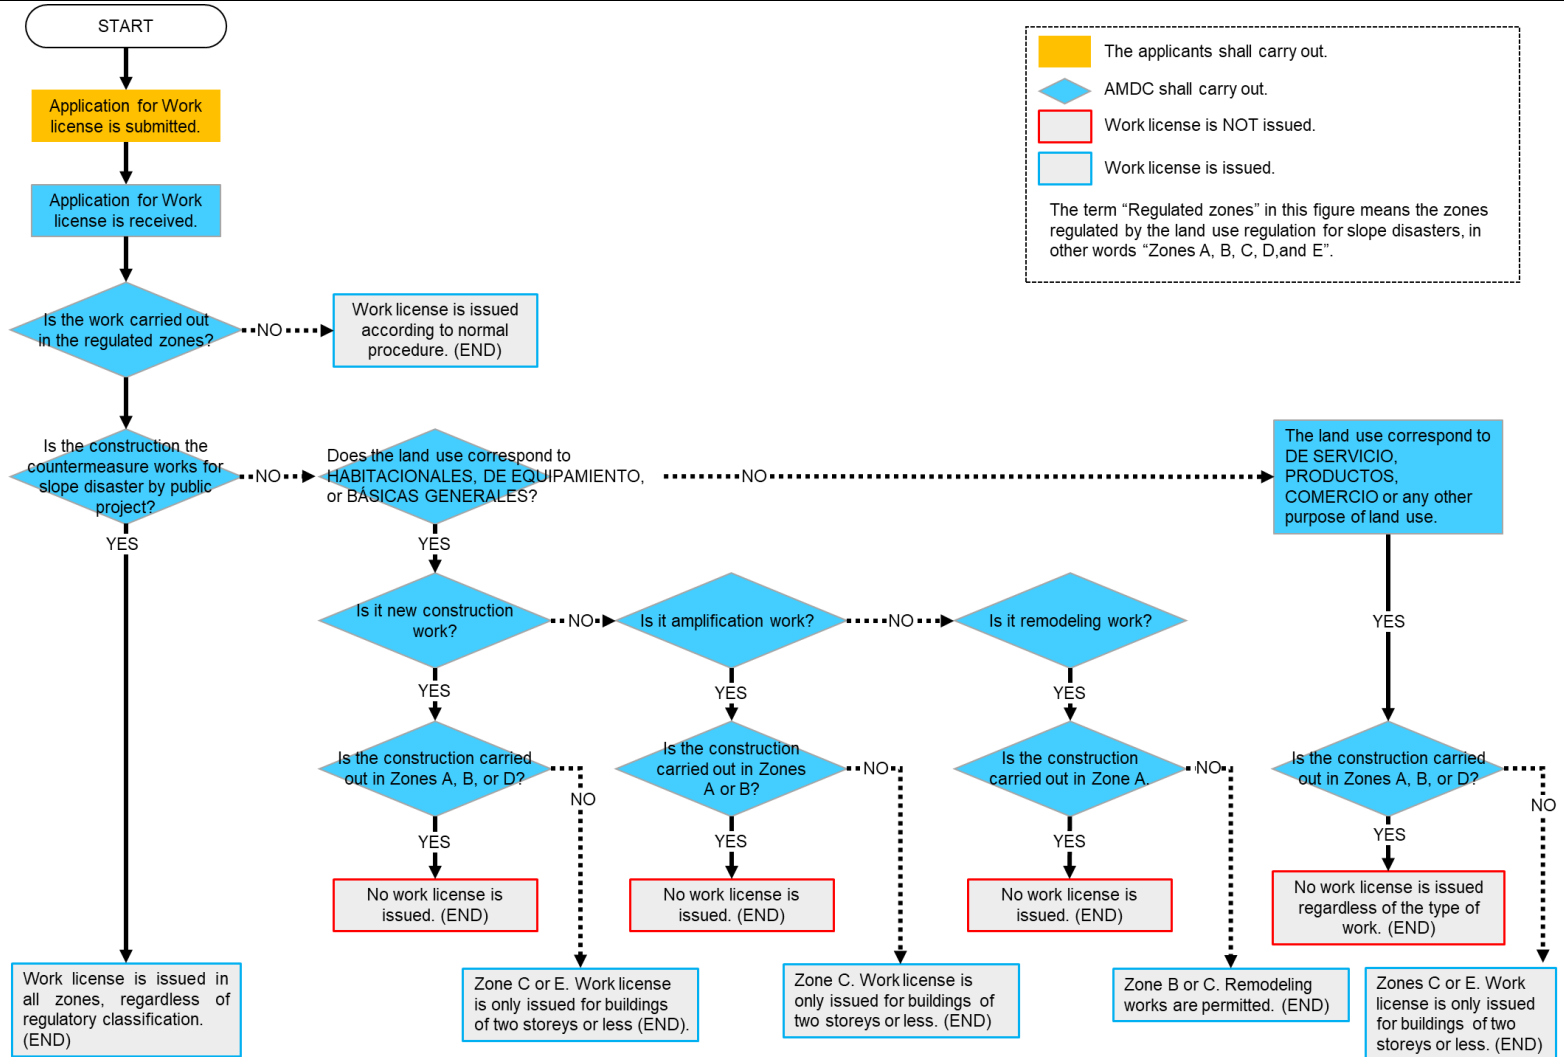 START
Application for Work
license is submitted.
Application for Work
license is received.
Is the work carried out
in the regulated zones?
NO
Work license is issued
according to normal
procedure. (END)
The applicants shall carry out.
AMDC shall carry out.
Work license is NOT issued.
Work license is issued.
The term “Regulated zones” in this figure means the zones
regulated by the land use regulation for slope disasters, in
other words “Zones A, B, C, D,and E”.
Is the construction the
countermeasure works for
slope disaster by public
project?
NO
YES
Does the land use correspond to
HABITACIONALES, DE EQUIPAMIENTO,
or BÁSICAS GENERALES?
NO
YES
The land use correspond to
DE SERVICIO,
PRODUCTOS,
COMERCIO or any other
purpose of land use.
YES
Is it new construction
work?
NO
YES
Is it amplification work?
NO
YES
Is it remodeling work?
YES
Is the construction carried
out in Zones A, B, or D?
NO
YES
Is the construction
carried out in Zones
A or B?
NO
YES
Is the construction
carried out in Zone A.
NO
YES
Is the construction carried
out in Zones A, B, or D?
NO
YES
No work license is
issued. (END)
No work license is
issued. (END)
No work license is
issued. (END)
No work license is issued
regardless of the type of
work. (END)
Work license is issued in
all zones, regardless of
regulatory classification.
(END)
Zone C or E. Work license
is only issued for buildings
of two storeys or less (END).
Zone C. Work license is
only issued for buildings of
two storeys or less. (END)
Zone B or C. Remodeling
works are permitted. (END)
Zones C or E. Work
license is only issued
for buildings of two
storeys or less. (END)